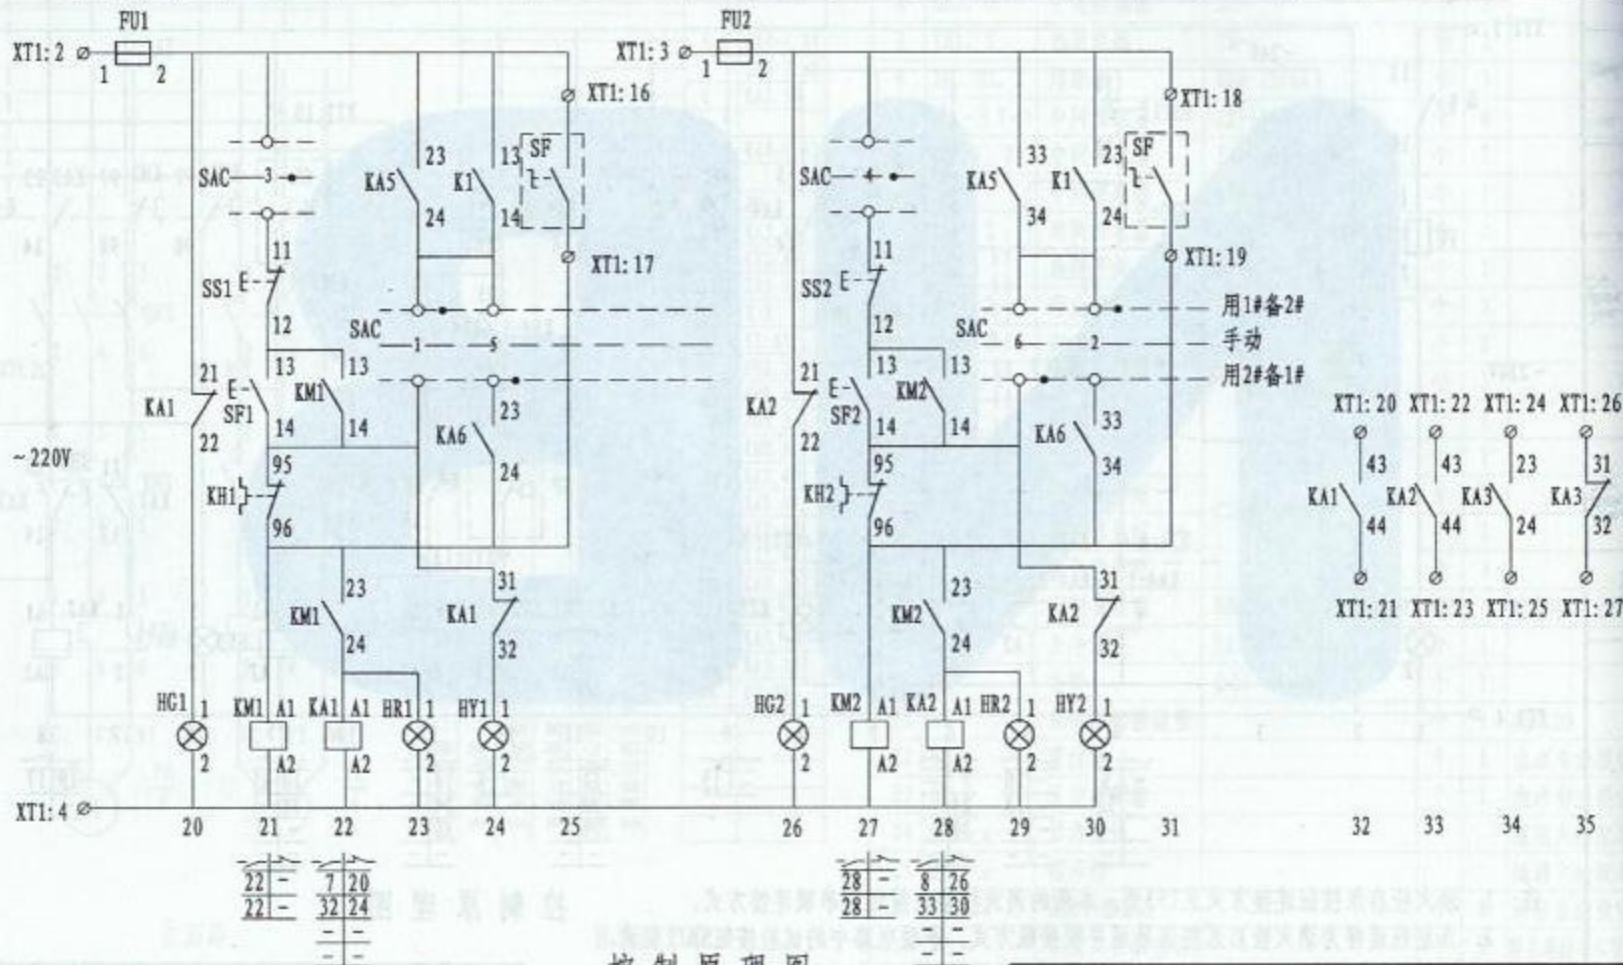 FU1
XT1:2
1 2
XT1:16
SAC 3
23
KA5
24
13
K1
14
SF
XT1:17
11
SS1
12
SAC 1 5
21
KA1
22
13
SF1
14
13
KM1
14
23
KA6
24
~220V
95
KH1
96
23
KM1
24
31
KA1
32
HG1 1
2
KM1 A1
A2
KA1 A1
A2
HR1 1
2
HY1 1
2
XT1:4
20 21 22 23 24 25
22 -
22 -
7 20
32 24
- -
- -
FU2
XT1:3
1 2
XT1:18
SAC 4
33
KA5
34
23
K1
24
SF
XT1:19
11
SS2
12
用1#备2#
SAC 6 2 手动
用2#备1#
21
KA2
22
13
SF2
14
13
KM2
14
33
KA6
34
95
KH2
96
23
KM2
24
31
KA2
32
HG2 1
2
KM2 A1
A2
KA2 A1
A2
HR2 1
2
HY2 1
2
26 27 28 29 30 31
28 -
28 -
8 26
33 30
- -
- -
XT1:20 XT1:22 XT1:24 XT1:26
43 43 23 31
KA1 KA2 KA3 KA3
44 44 24 32
XT1:21 XT1:23 XT1:25 XT1:27
32 33 34 35
控制原理图